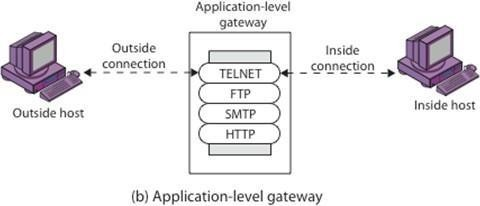 Application-level
gateway
Outside
connection
Inside
connection
TELNET
FTP
SMTP
HTTP
Outside host
Inside host
(b) Application-level gateway